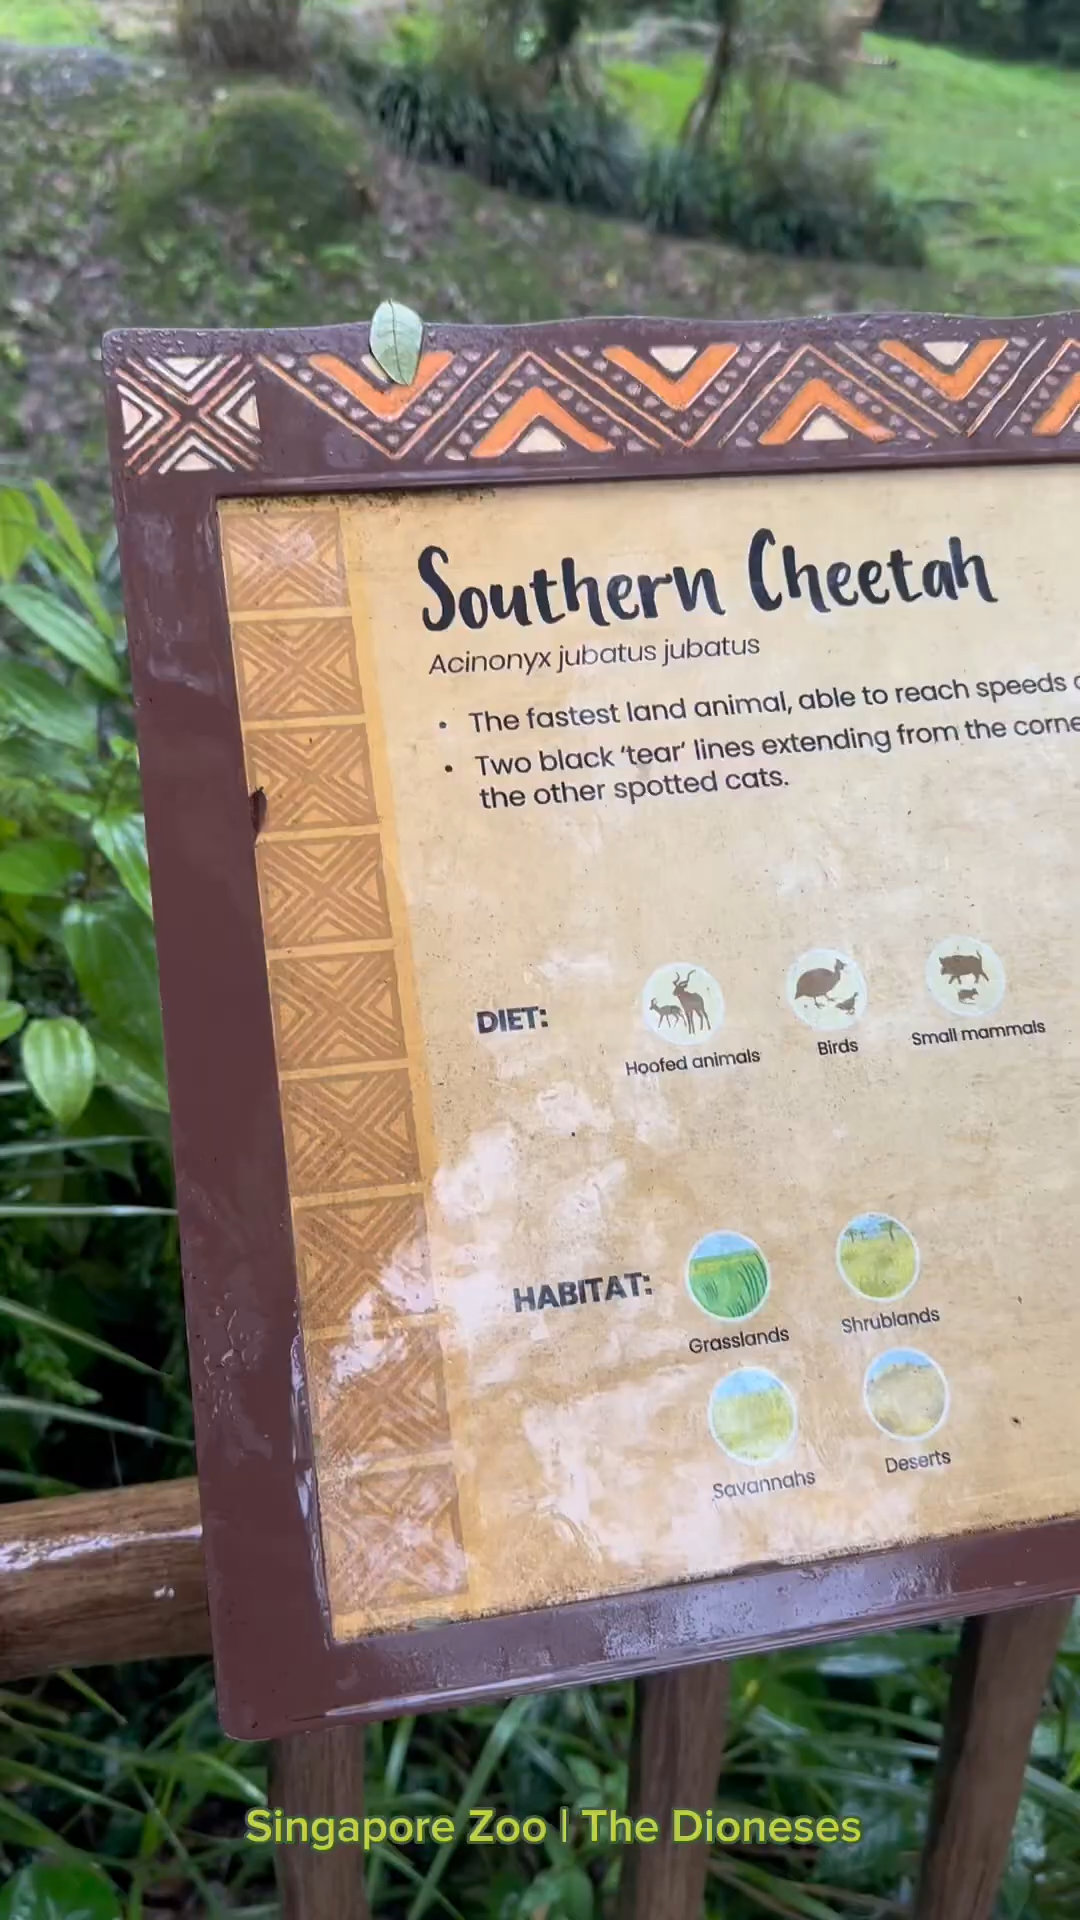 Southern Cheetah
Acinonyx jubatus jubatus
• The fastest land animal, able to reach speeds
• Two black ‘tear’ lines extending from the
the other spotted cats.
DIET:
Hoofed animals
Birds
Small mammals
HABITAT:
Grasslands
Shrublands
Savannahs
Deserts
Singapore Zoo | The Dioneses